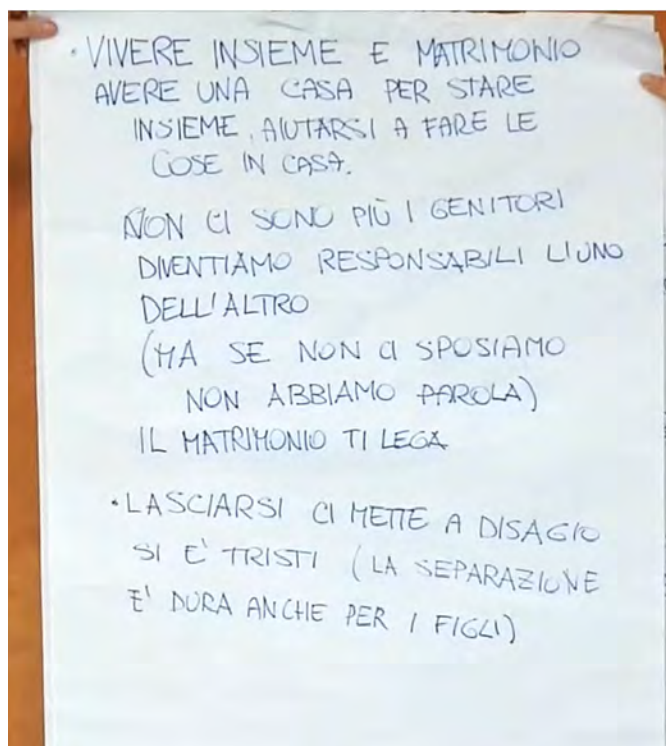 • VIVERE INSIEME E MATRIMONIO
AVERE UNA CASA PER STARE
INSIEME, AIUTARSI A FARE LE
COSE IN CASA.
NON CI SONO PIÙ I GENITORI
DIVENTIAMO RESPONSABILI L'UNO
DELL'ALTRO
(MA SE NON CI SPOSIAMO
NON ABBIAMO PAROLA)
IL MATRIMONIO TI LEGA
• LASCIARSI CI METTE A DISAGIO
SI E' TRISTI (LA SEPARAZIONE
E' DURA ANCHE PER I FIGLI)